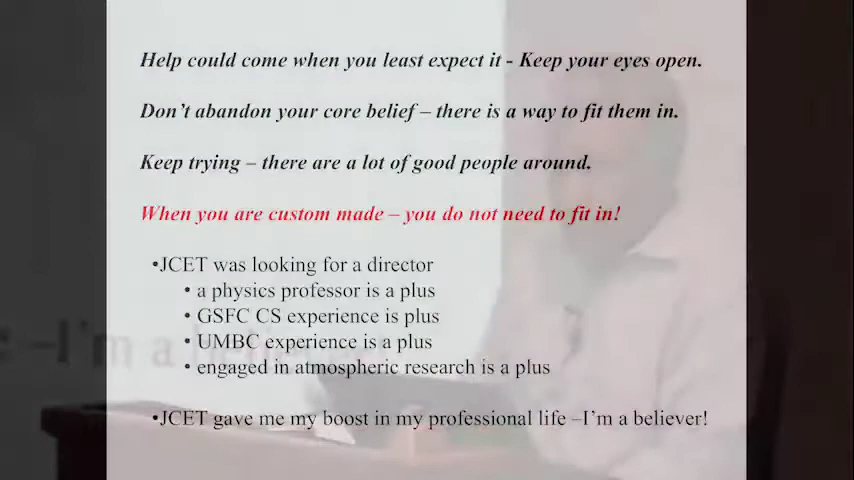 Help could come when you least expect it - Keep your eyes open.
Don't abandon your core belief – there is a way to fit them in.
Keep trying – there are a lot of good people around.
When you are custom made – you do not need to fit in!
•JCET was looking for a director
• a physics professor is a plus
• GSFC CS experience is plus
• UMBC experience is a plus
• engaged in atmospheric research is a plus
•JCET gave me my boost in my professional life –I'm a believer!